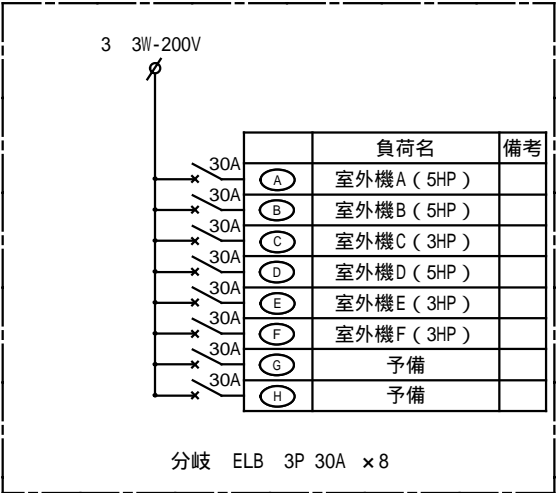 3 3W-200V
負荷名 備考
30A A 室外機A(5HP)
30A B 室外機B(5HP)
30A C 室外機C(3HP)
30A D 室外機D(5HP)
30A E 室外機E(3HP)
30A F 室外機F(3HP)
30A G 予備
30A H 予備
分岐 ELB 3P 30A ×8